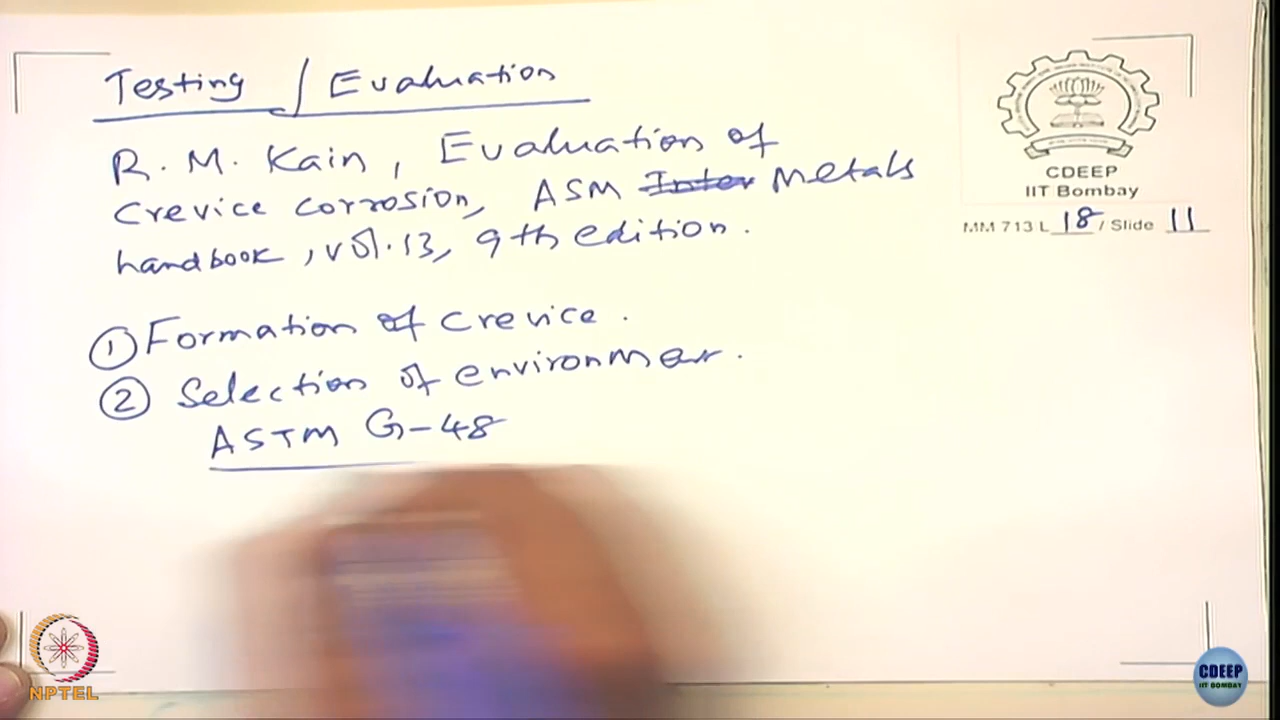 Testing / Evaluation
R. M. Kain, Evaluation of
crevice corrosion, ASM Inter Metals
handbook, vol. 13, 9th edition.
① Formation of crevice.
② Selection of environment.
ASTM G-48
CDEEP
IIT Bombay
MM 713 L 18 / Slide 11
NPTEL
CDEEP
IIT BOMBAY